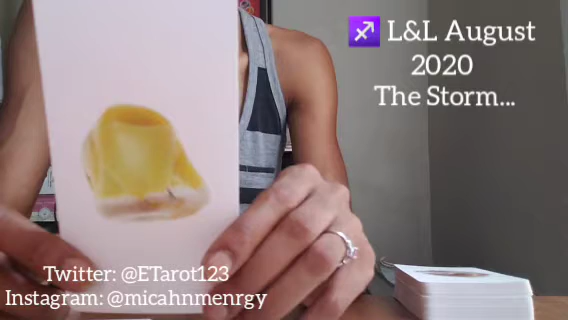 ♐ L&L August
2020
The Storm...
Twitter: @ETarot123
Instagram: @micahnmenrgy